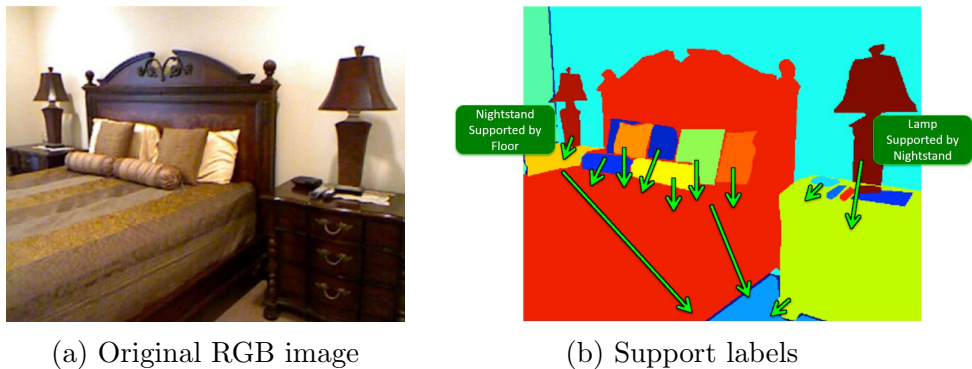 Nightstand
Supported by
Floor
Lamp
Supported by
Nightstand
(a) Original RGB image
(b) Support labels